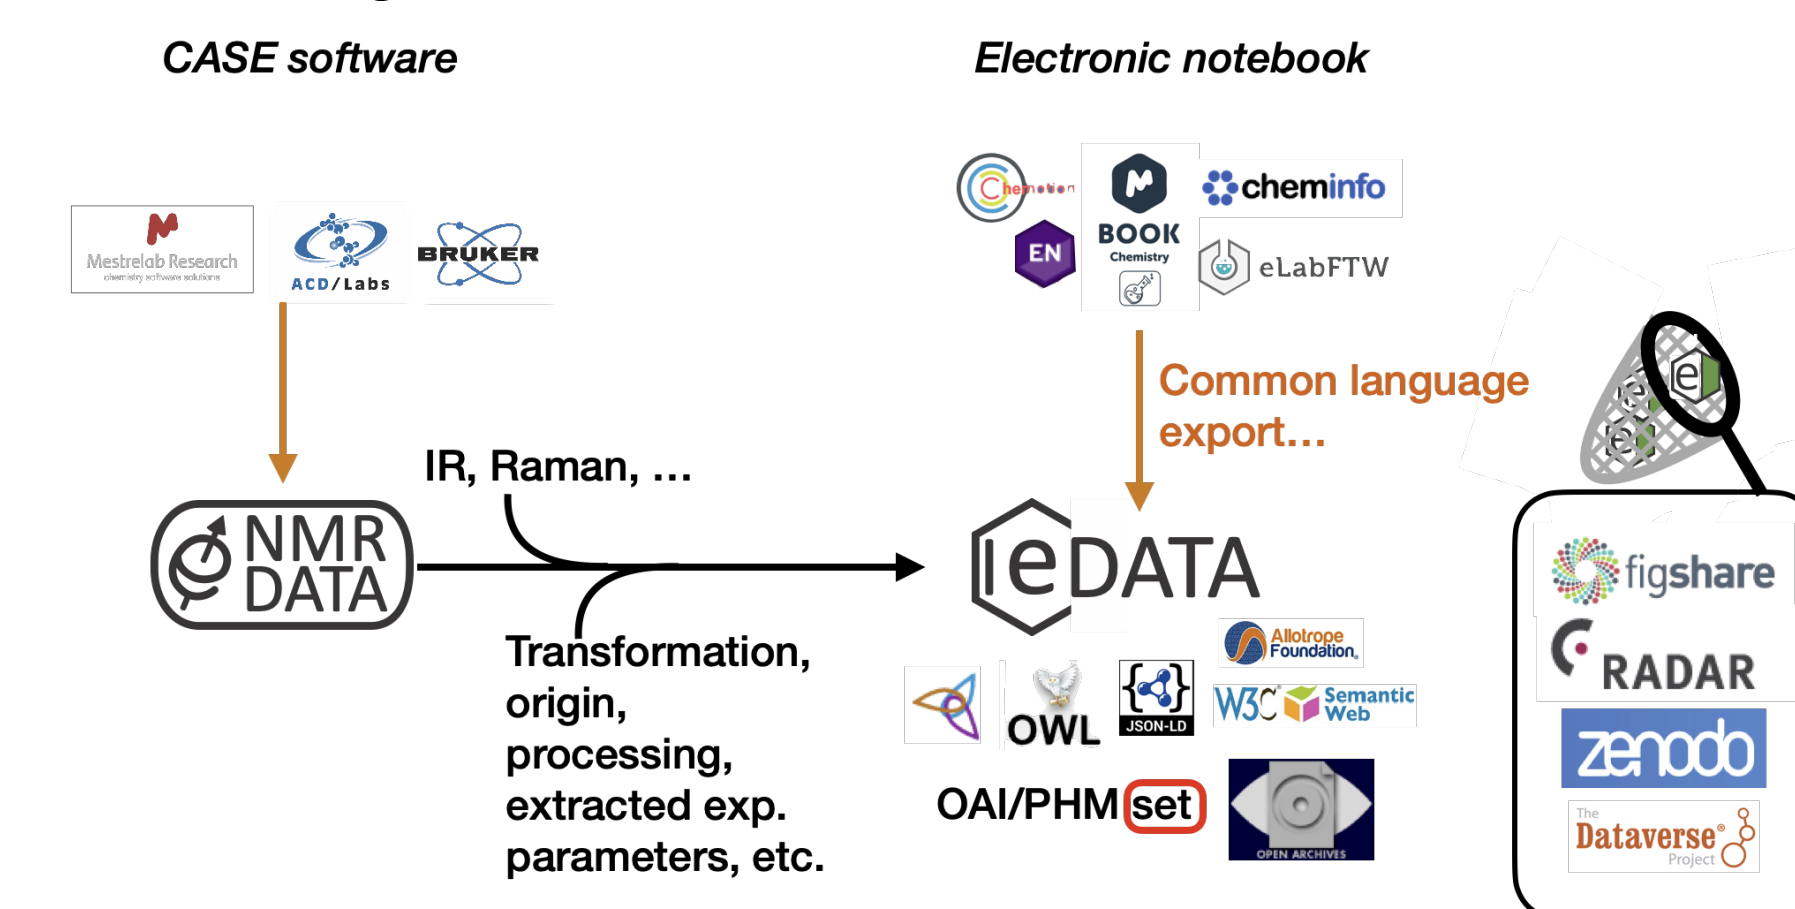 CASE software
Electronic notebook
Mestrelab Research
chemistry software solutions
ACD/Labs
BRUKER
Chemotion
EN
BOOK
Chemistry
cheminfo
eLabFTW
Common language
export…
IR, Raman, …
NMR
DATA
IeDATA
Transformation,
origin,
processing,
extracted exp.
parameters, etc.
OWL
JSON-LD
Allotrope
Foundation®
W3C® Semantic
Web
OAI/PHM set
OPEN ARCHIVES
e
e
figshare
RADAR
zenodo
The
Dataverse®
Project